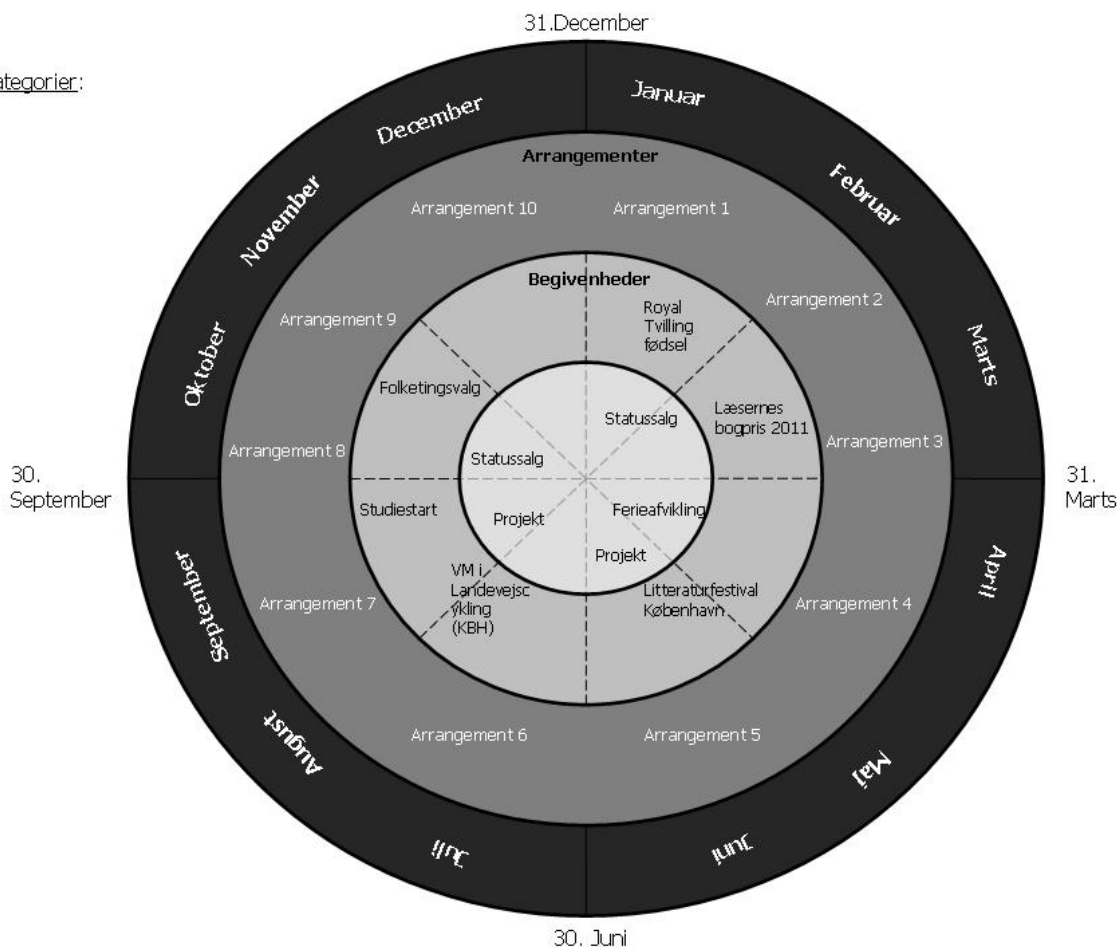 31.December
ategorier:
Januar
Februar
Marts
April
Maj
Juni
Juli
August
September
Oktober
November
December
31.
Marts
30. Juni
30.
September
Arrangementer
Arrangement 1
Arrangement 2
Arrangement 3
Arrangement 4
Arrangement 5
Arrangement 6
Arrangement 7
Arrangement 8
Arrangement 9
Arrangement 10
Begivenheder
Royal
Tvilling
fødsel
Læsernes
bogpris 2011
Litteraturfestival
København
VM i
Landevejsc
ykling
(KBH)
Studiestart
Folketingsvalg
Statussalg
Ferieafvikling
Projekt
Projekt
Statussalg